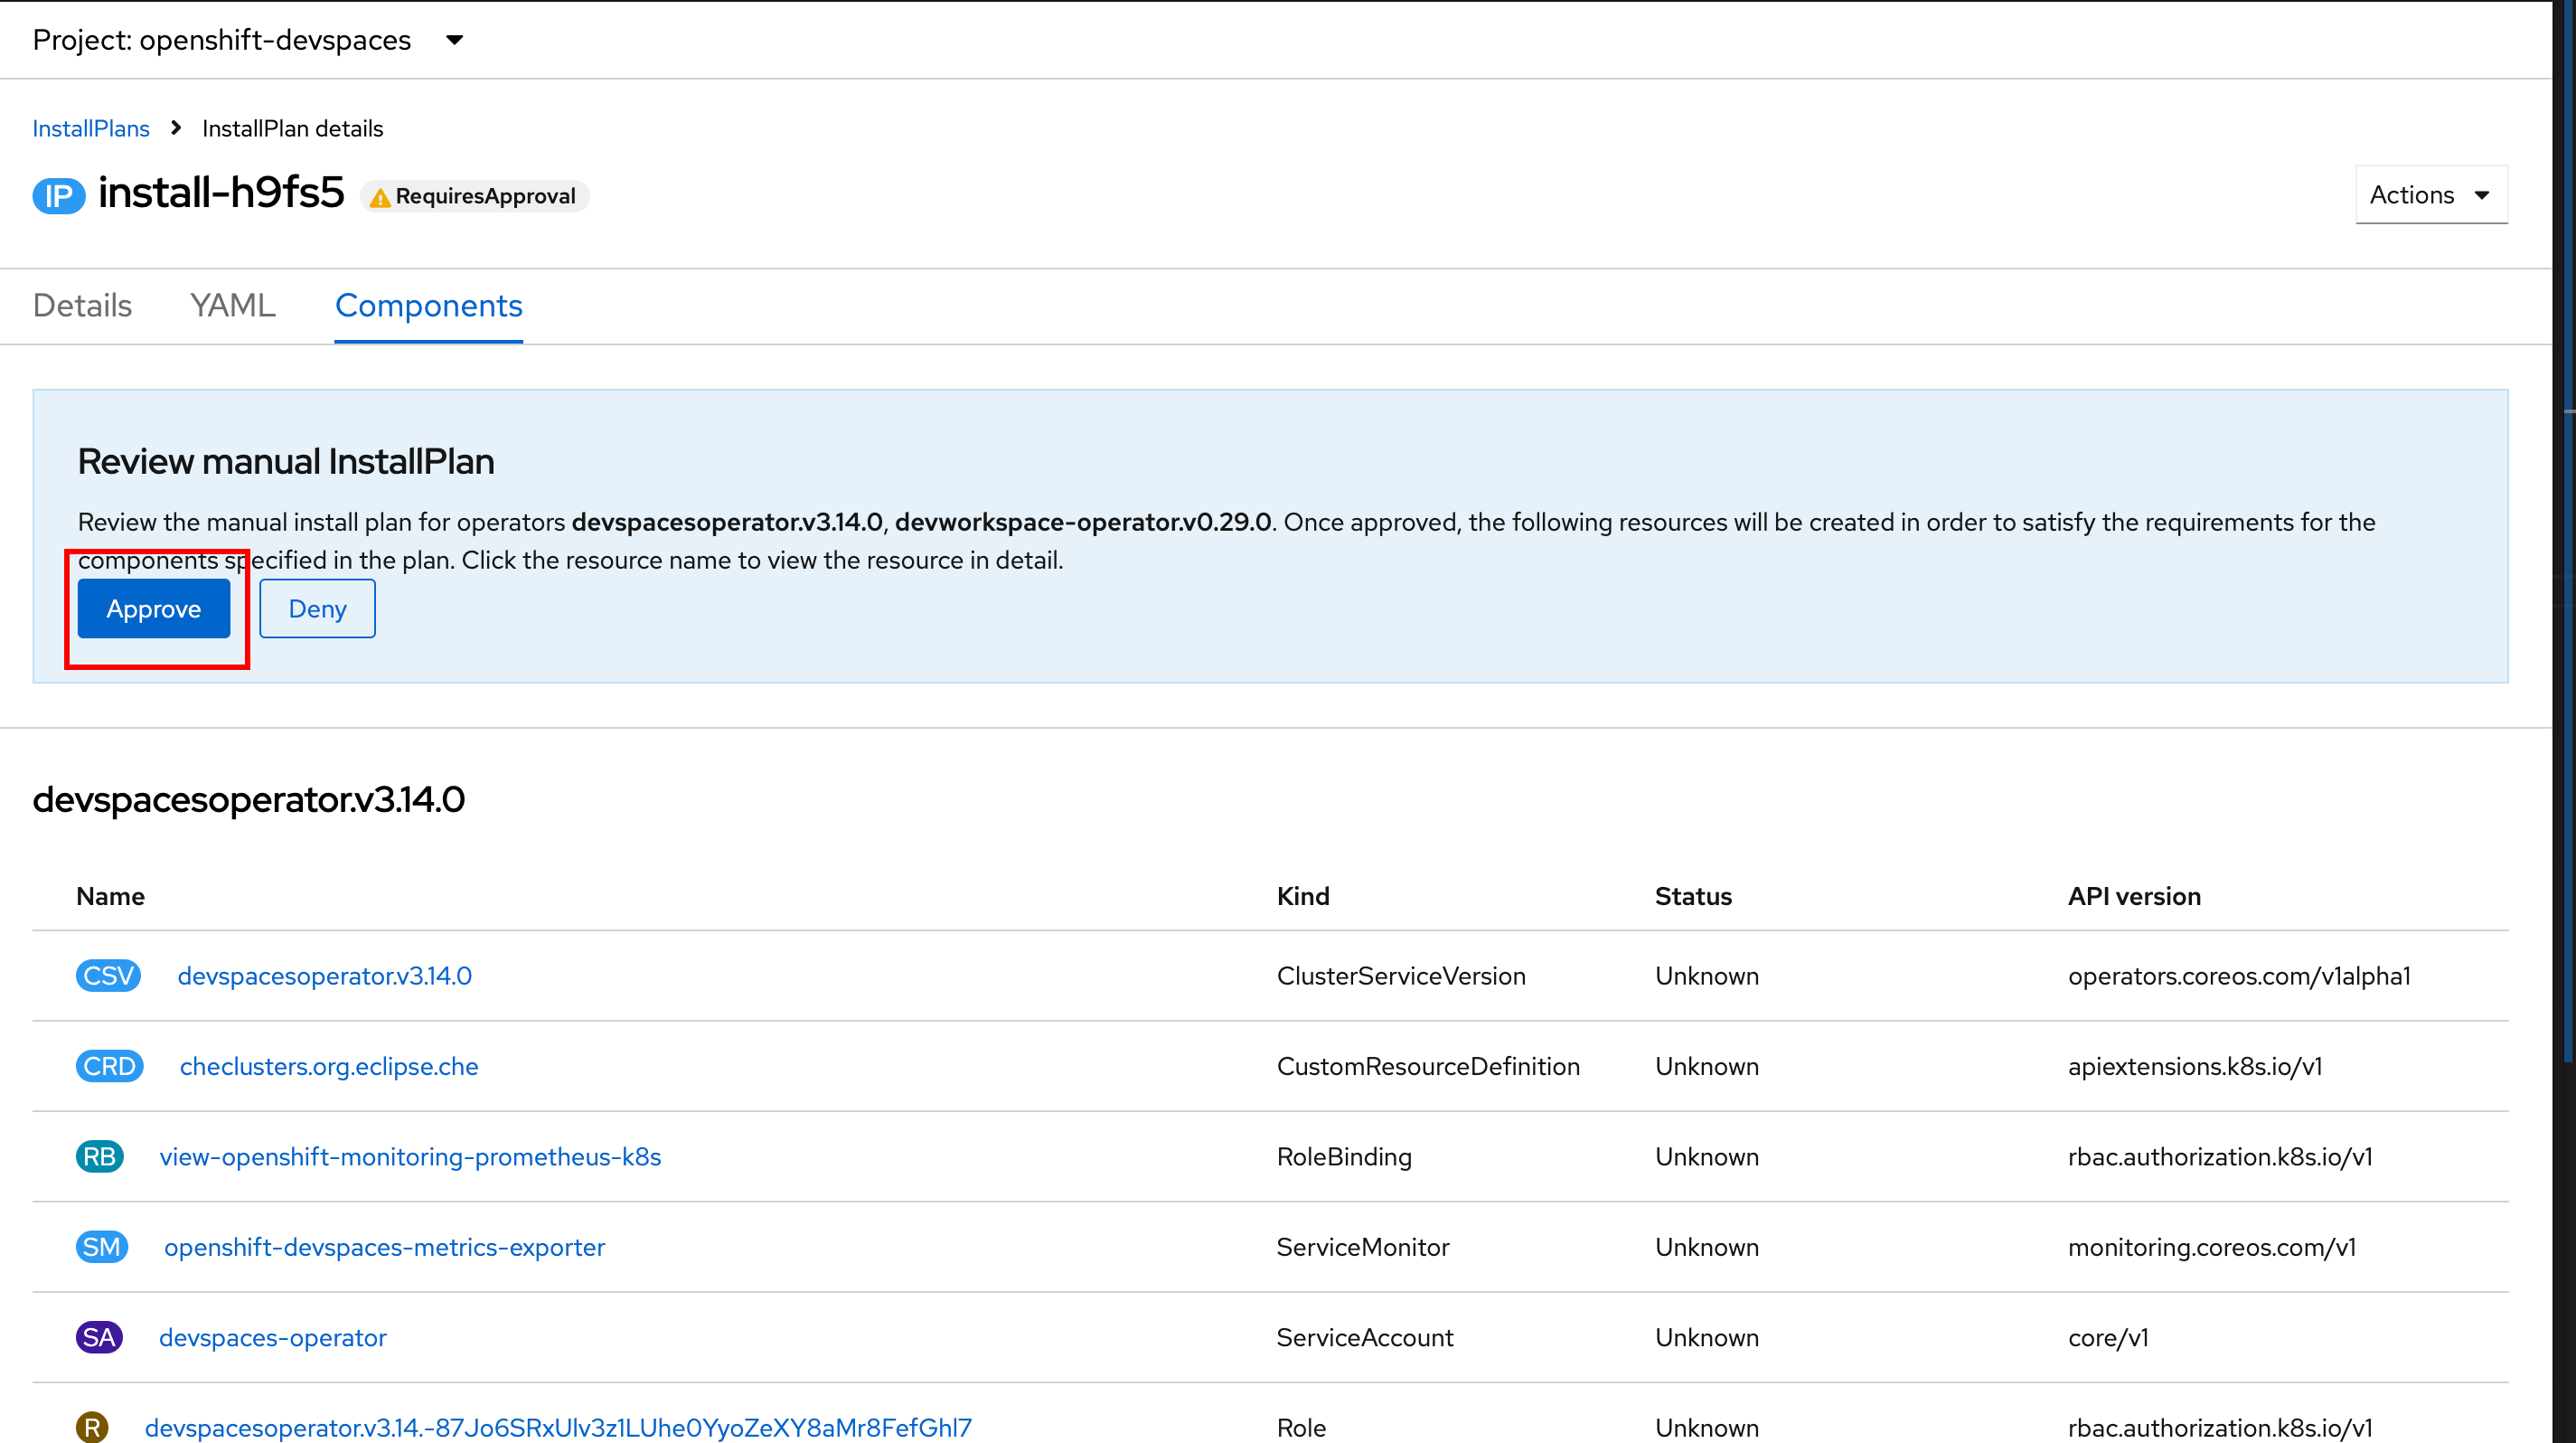 Project: openshift-devspaces
InstallPlans > InstallPlan details
IP install-h9fs5 RequiresApproval Actions
Details YAML Components
Review manual InstallPlan
Review the manual install plan for operators devspacesoperator.v3.14.0, devworkspace-operator.v0.29.0. Once approved, the following resources will be created in order to satisfy the requirements for the
components specified in the plan. Click the resource name to view the resource in detail.
Approve Deny
devspacesoperator.v3.14.0
Name Kind Status API version
CSV devspacesoperator.v3.14.0 ClusterServiceVersion Unknown operators.coreos.com/v1alpha1
CRD checlusters.org.eclipse.che CustomResourceDefinition Unknown apiextensions.k8s.io/v1
RB view-openshift-monitoring-prometheus-k8s RoleBinding Unknown rbac.authorization.k8s.io/v1
SM openshift-devspaces-metrics-exporter ServiceMonitor Unknown monitoring.coreos.com/v1
SA devspaces-operator ServiceAccount Unknown core/v1
R devspacesoperator.v3.14.-87Jo6SRxUlv3z1LUhe0YyoZeXY8aMr8FefGhl7 Role Unknown rbac.authorization.k8s.io/v1